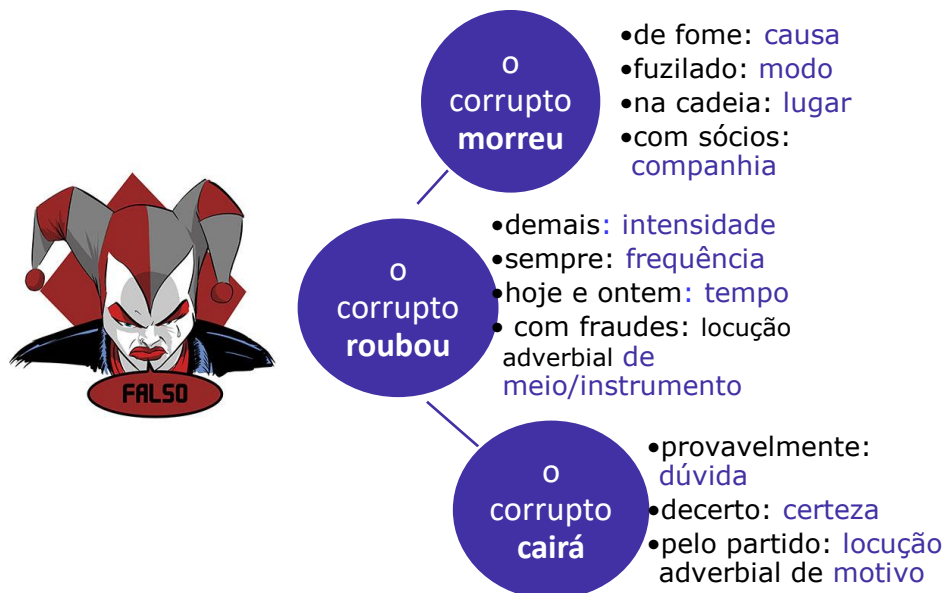 o
corrupto
morreu
•de fome: causa
•fuzilado: modo
•na cadeia: lugar
•com sócios:
companhia
FALSO
o
corrupto
roubou
•demais: intensidade
•sempre: frequência
•hoje e ontem: tempo
• com fraudes: locução
adverbial de
meio/instrumento
o
corrupto
cairá
•provavelmente:
dúvida
•decerto: certeza
•pelo partido: locução
adverbial de motivo